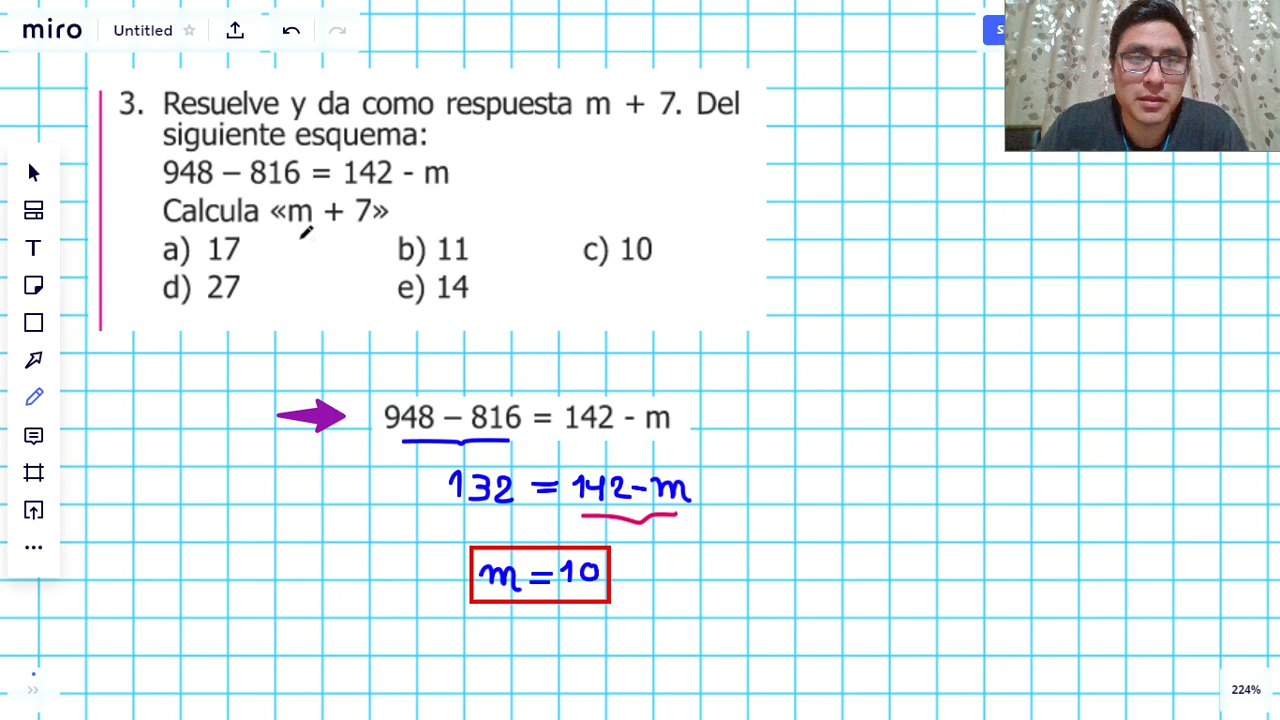 miro
Untitled
S
3. Resuelve y da como respuesta m + 7. Del
siguiente esquema:
948 – 816 = 142 - m
Calcula «m + 7»
a) 17 b) 11 c) 10
d) 27 e) 14
948 – 816 = 142 - m
132 = 142-m
m = 10
224%